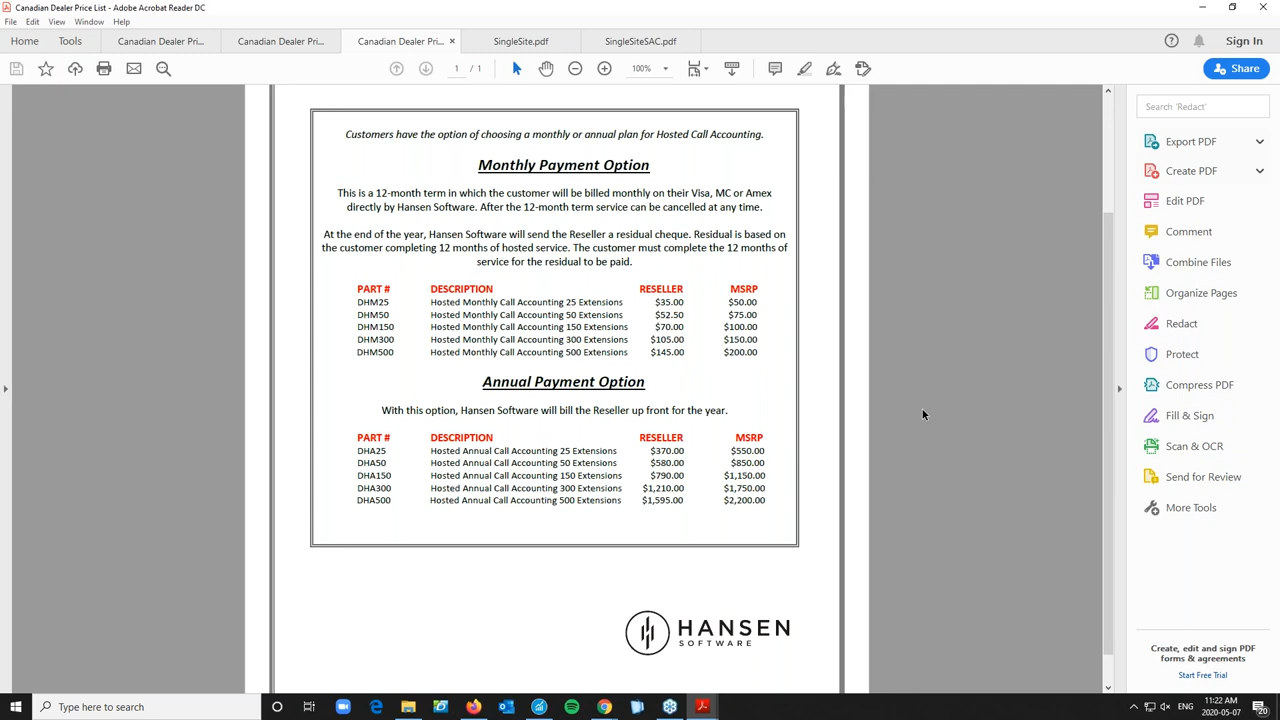 Canadian Dealer Price List - Adobe Acrobat Reader DC
File Edit View Window Help
Home Tools Canadian Dealer Pri... Canadian Dealer Pri... Canadian Dealer Pri... × SingleSite.pdf SingleSiteSAC.pdf Sign In
1 / 1 100% Share
Customers have the option of choosing a monthly or annual plan for Hosted Call Accounting.
Monthly Payment Option
This is a 12-month term in which the customer will be billed monthly on their Visa, MC or Amex
directly by Hansen Software. After the 12-month term service can be cancelled at any time.
At the end of the year, Hansen Software will send the Reseller a residual cheque. Residual is based on
the customer completing 12 months of hosted service. The customer must complete the 12 months of
service for the residual to be paid.
PART # DESCRIPTION RESELLER MSRP
DHM25 Hosted Monthly Call Accounting 25 Extensions $35.00 $50.00
DHM50 Hosted Monthly Call Accounting 50 Extensions $52.50 $75.00
DHM150 Hosted Monthly Call Accounting 150 Extensions $70.00 $100.00
DHM300 Hosted Monthly Call Accounting 300 Extensions $105.00 $150.00
DHM500 Hosted Monthly Call Accounting 500 Extensions $145.00 $200.00
Annual Payment Option
With this option, Hansen Software will bill the Reseller up front for the year.
PART # DESCRIPTION RESELLER MSRP
DHA25 Hosted Annual Call Accounting 25 Extensions $370.00 $550.00
DHA50 Hosted Annual Call Accounting 50 Extensions $580.00 $850.00
DHA150 Hosted Annual Call Accounting 150 Extensions $790.00 $1,150.00
DHA300 Hosted Annual Call Accounting 300 Extensions $1,210.00 $1,750.00
DHA500 Hosted Annual Call Accounting 500 Extensions $1,595.00 $2,200.00
HANSEN
SOFTWARE
Search 'Redact'
Export PDF
Create PDF
Edit PDF
Comment
Combine Files
Organize Pages
Redact
Protect
Compress PDF
Fill & Sign
Scan & OCR
Send for Review
More Tools
Create, edit and sign PDF
forms & agreements
Start Free Trial
Type here to search
ENG
11:22 AM
2020-05-07
20